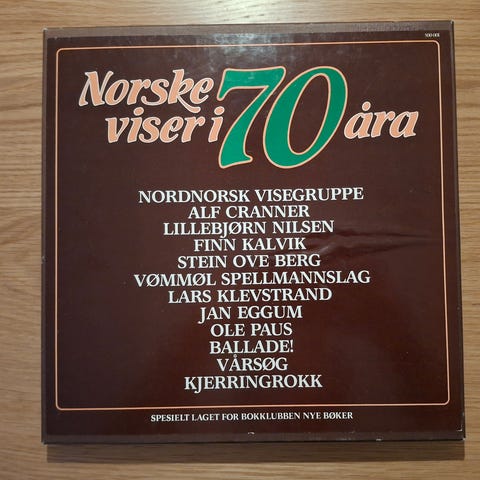 Norske
viser i 70 åra
NORDNORSK VISEGRUPPE
ALF CRANNER
LILLEBJØRN NILSEN
FINN KALVIK
STEIN OVE BERG
VØMMØL SPELLMANNSLAG
LARS KLEVSTRAND
JAN EGGUM
OLE PAUS
BALLADE!
VÅRSØG
KJERRINGROKK
SPESIELT LAGET FOR BOKKLUBBEN NYE BØKER